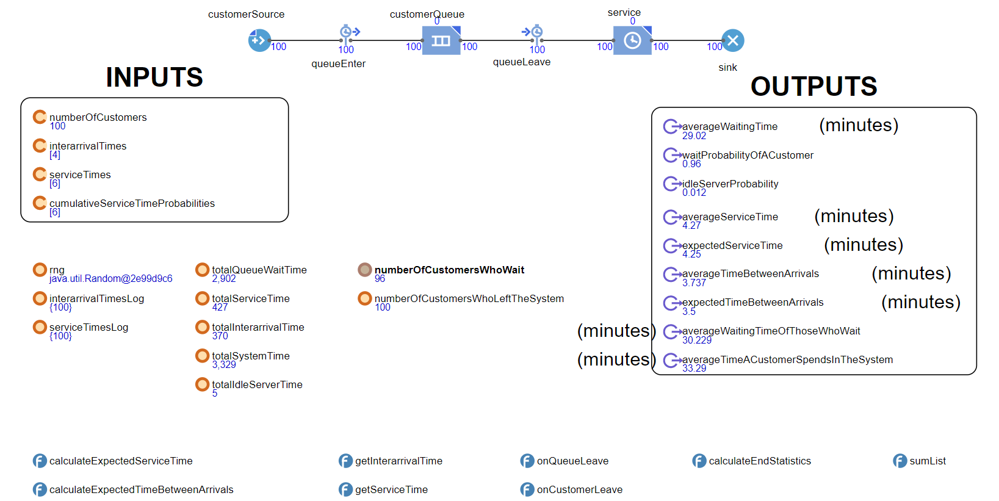 customerSource
customerQueue
service
0
0
100
100
100
100
100
100
100
100
queueEnter
queueLeave
sink
INPUTS
numberOfCustomers
100
interarrivalTimes
[4]
serviceTimes
[6]
cumulativeServiceTimeProbabilities
[6]
OUTPUTS
averageWaitingTime (minutes)
29.02
waitProbabilityOfACustomer
0.96
idleServerProbability
0.012
averageServiceTime (minutes)
4.27
expectedServiceTime (minutes)
4.25
averageTimeBetweenArrivals (minutes)
3.737
expectedTimeBetweenArrivals (minutes)
3.5
(minutes) averageWaitingTimeOfThoseWhoWait
30.229
(minutes) averageTimeACustomerSpendsInTheSystem
33.29
rng
java.util.Random@2e99d9c6
interarrivalTimesLog
{100}
serviceTimesLog
{100}
totalQueueWaitTime
2,902
totalServiceTime
427
totalInterarrivalTime
370
totalSystemTime
3,329
totalIdleServerTime
5
numberOfCustomersWhoWait
96
numberOfCustomersWhoLeftTheSystem
100
calculateExpectedServiceTime
getInterarrivalTime
onQueueLeave
calculateEndStatistics
sumList
calculateExpectedTimeBetweenArrivals
getServiceTime
onCustomerLeave